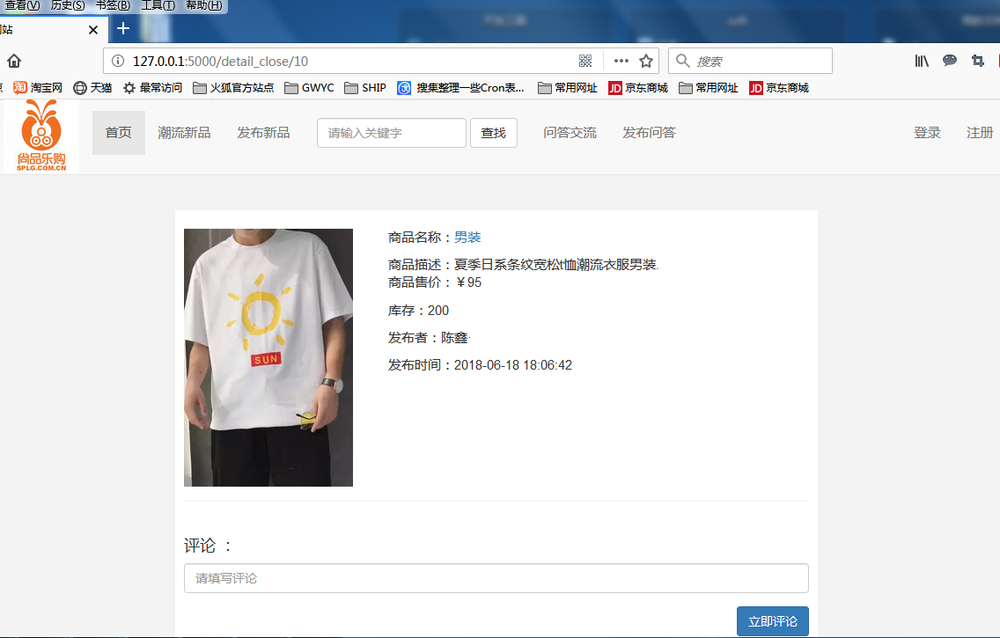 查看(V) 历史(S) 书签(B) 工具(T) 帮助(H)
站
127.0.0.1:5000/detail_close/10
搜索
淘宝网 天猫 最常访问 火狐官方站点 GWYC SHIP 搜集整理一些Cron表... 常用网址 京东商城 常用网址 京东商城
尚品乐购
SPLG.COM.CN
首页 潮流新品 发布新品 请输入关键字 查找 问答交流 发布问答 登录 注册
商品名称：男装
商品描述：夏季日系条纹宽松t恤潮流衣服男装.
商品售价：￥95
库存：200
发布者：陈鑫·
发布时间：2018-06-18 18:06:42
SUN
评论 ：
请填写评论
立即评论